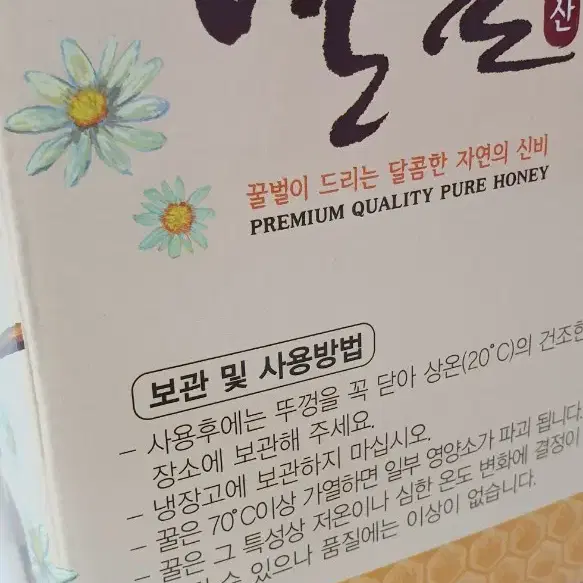 산
꿀벌이 드리는 달콤한 자연의 신비
PREMIUM QUALITY PURE HONEY
보관 및 사용방법
- 사용후에는 뚜껑을 꼭 닫아 상온(20°C)의 건조한
장소에 보관해 주세요.
- 냉장고에 보관하지 마십시오.
- 꿀은 70°C이상 가열하면 일부 영양소가 파괴 됩니다.
- 꿀은 그 특성상 저온이나 심한 온도 변화에 결정이
수 있으나 품질에는 이상이 없습니다.